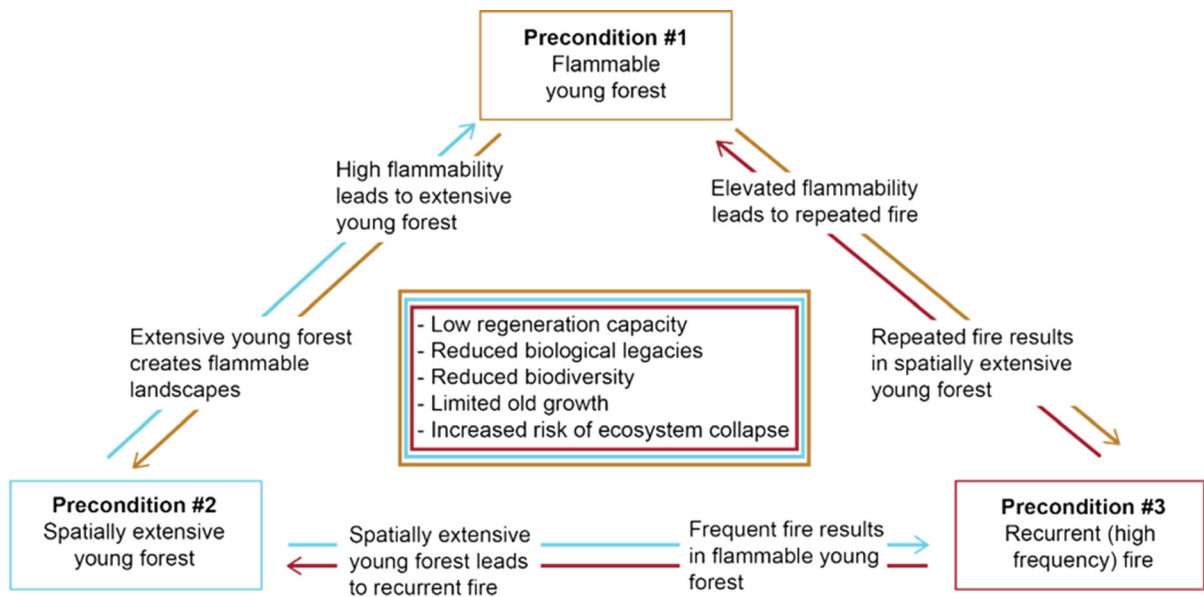 Precondition #1
Flammable
young forest
High flammability
leads to extensive
young forest
Elevated flammability
leads to repeated fire
Extensive young forest
creates flammable
landscapes
- Low regeneration capacity
- Reduced biological legacies
- Reduced biodiversity
- Limited old growth
- Increased risk of ecosystem collapse
Repeated fire results
in spatially extensive
young forest
Precondition #2
Spatially extensive
young forest
Spatially extensive
young forest leads
to recurrent fire
Frequent fire results
in flammable young
forest
Precondition #3
Recurrent (high
frequency) fire